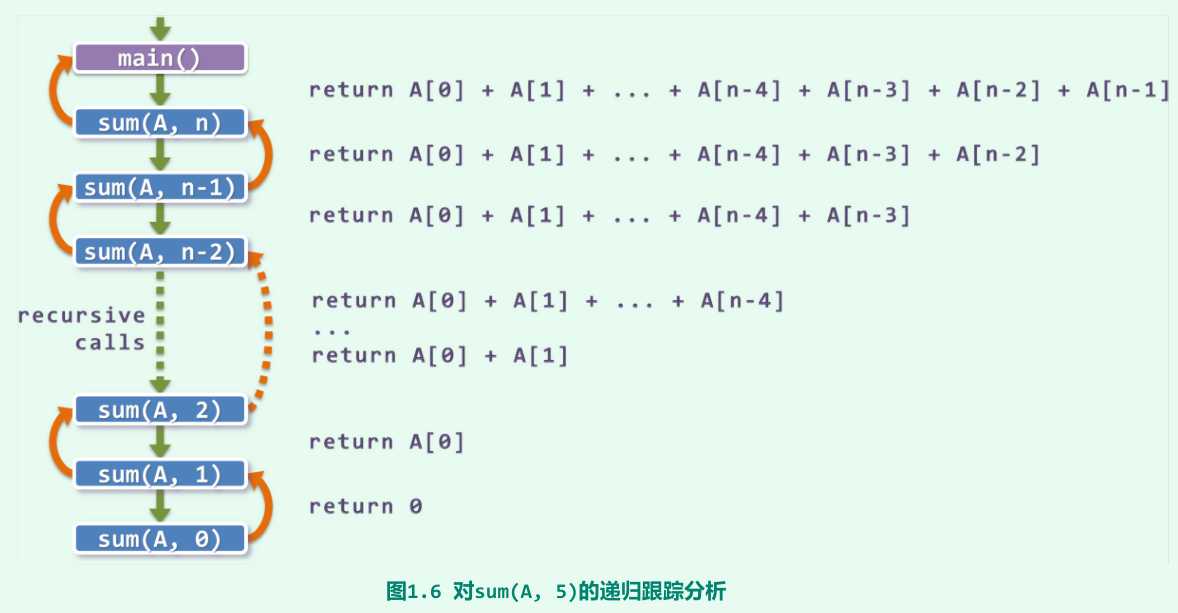 main()
return A[0] + A[1] + ... + A[n-4] + A[n-3] + A[n-2] + A[n-1]
sum(A, n)
return A[0] + A[1] + ... + A[n-4] + A[n-3] + A[n-2]
sum(A, n-1)
return A[0] + A[1] + ... + A[n-4] + A[n-3]
sum(A, n-2)
return A[0] + A[1] + ... + A[n-4]
recursive
calls
...
return A[0] + A[1]
sum(A, 2)
return A[0]
sum(A, 1)
return 0
sum(A, 0)
图1.6 对sum(A, 5)的递归跟踪分析